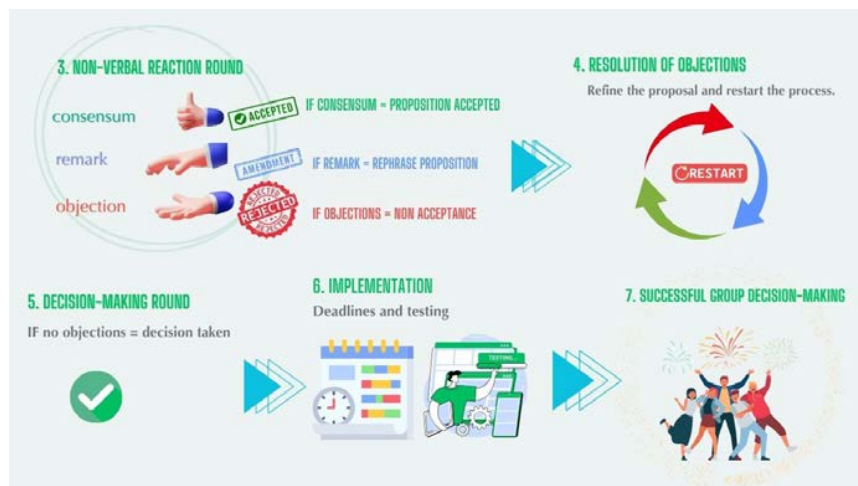 3. NON-VERBAL REACTION ROUND
consensum
ACCEPTED
IF CONSENSUM = PROPOSITION ACCEPTED
remark
AMENDMENT
IF REMARK = REPHRASE PROPOSITION
objection
REJECTED
REJECTED
REJECTED
IF OBJECTIONS = NON ACCEPTANCE
4. RESOLUTION OF OBJECTIONS
Refine the proposal and restart the process.
RESTART
5. DECISION-MAKING ROUND
IF no objections = decision taken
6. IMPLEMENTATION
Deadlines and testing
TESTING...
7. SUCCESSFUL GROUP DECISION-MAKING